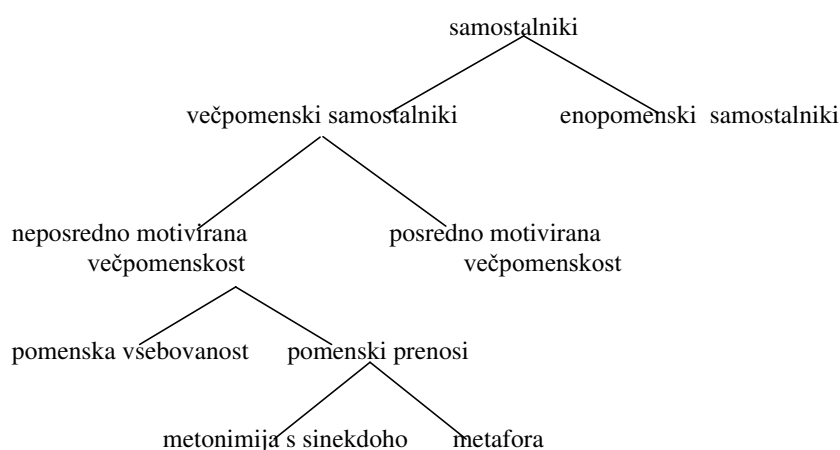 samostalniki
večpomenski samostalniki enopomenski samostalniki
neposredno motivirana posredno motivirana
večpomenskost večpomenskost
pomenska vsebovanost pomenski prenosi
metonimija s sinekdoho metafora